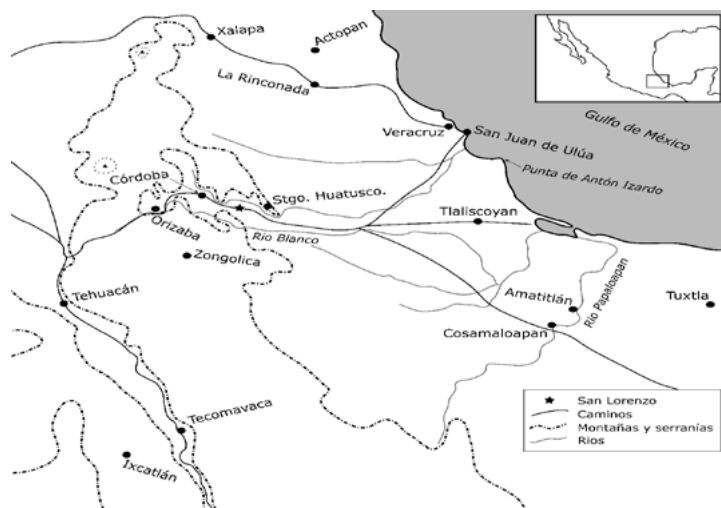 Xalapa
Actopan
La Rinconada
Gulfo de México
Veracruz
San Juan de Ulúa
Punta de Antón Izardo
Córdoba
Stgo. Huatusco.
Tlaliscoyan
Orizaba
Río Blanco
Zongolica
Tehuacán
Amatitlán
Río Papaloapan
Tuxtla
Cosamaloapan
San Lorenzo
Caminos
Montañas y serranías
Ríos
Tecomavaca
Ixcatlán